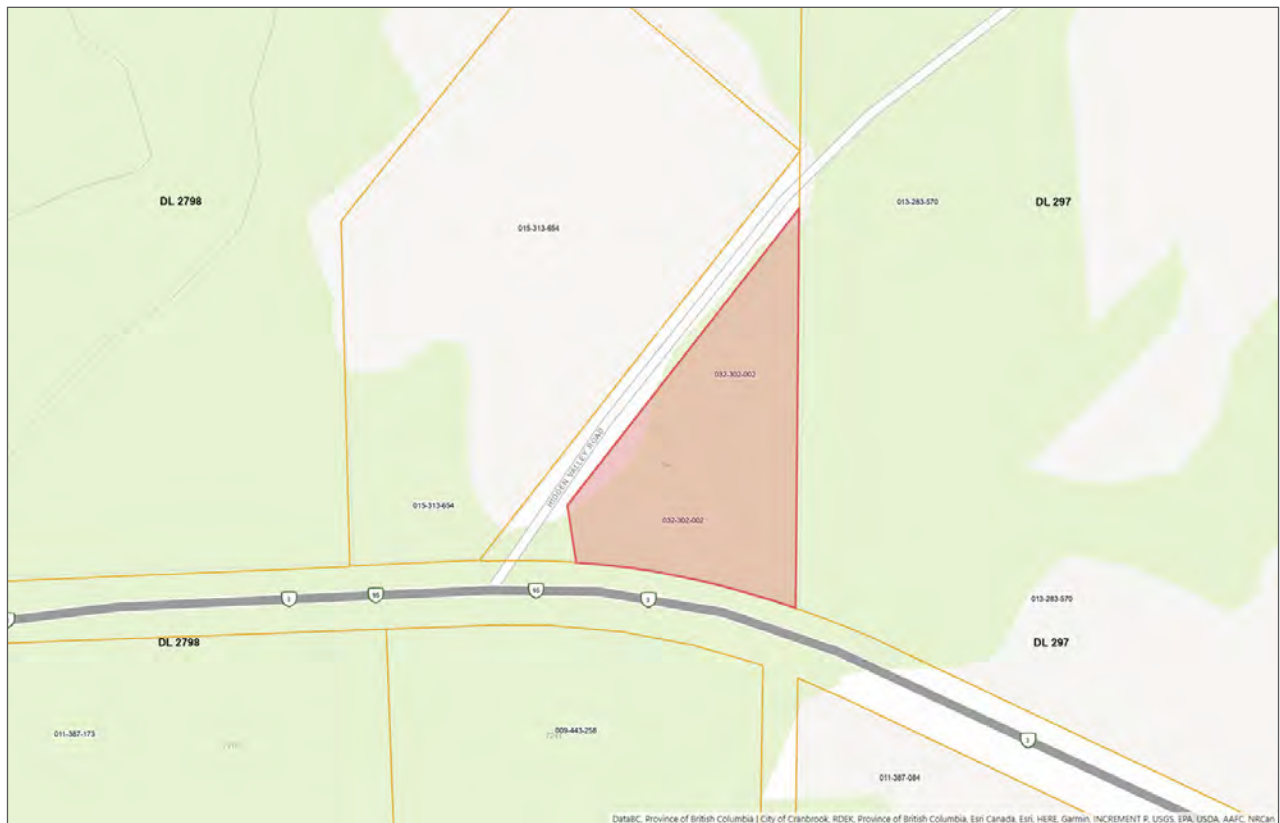 DL 2798
013-283-570
DL 297
015-313-654
032-302-002
HIDDEN VALLEY ROAD
015-313-654
032-302-002
3
95
95
3
013-283-570
DL 2798
DL 297
011-387-173
009-443-258
3
011-387-084
DataBC, Province of British Columbia | City of Cranbrook, RDEK, Province of British Columbia, Esri Canada, Esri, HERE, Garmin, INCREMENT P, USGS, EPA, USDA, AAFC, NRCan